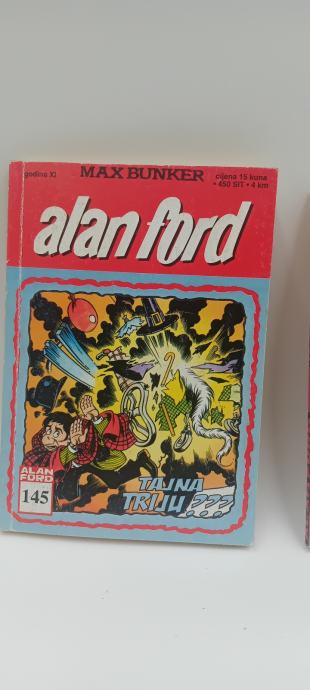 godina XI
MAX BUNKER
cijena 15 kuna
• 450 SIT • 4 km
alan ford
TAJNA
TRIJU ???
ALAN
FORD
145